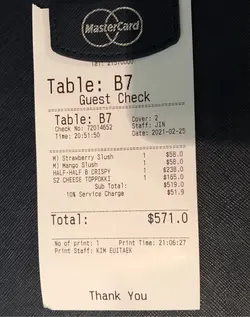 MasterCard
Table: B7
Guest Check
Table: B7 Cover: 2
Check No: 72014652 Staff: JIN
Time: 20:51:50 Date: 2021-02-25
M) Strawberry Slush 1 $58.0
M) Mango Slush 1 $58.0
HALF-HALF B CRISPY 1 $238.0
S2 CHEESE TOPPOKKI 1 $165.0
Sub Total: $519.0
10% Service Charge $51.9
Total: $571.0
No of print: 1 Print Time: 21:06:27
Print Staff: KIM EUITAEK
Thank You